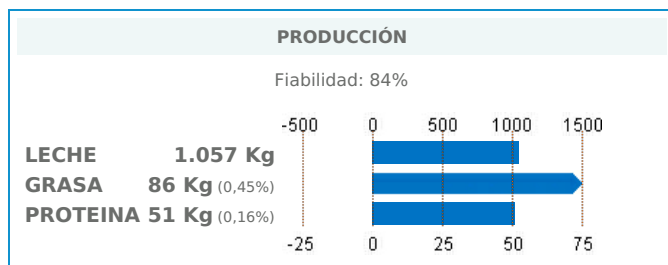 PRODUCCIÓN
Fiabilidad: 84%
-500 0 500 1000 1500
LECHE 1.057 Kg
GRASA 86 Kg (0,45%)
PROTEINA 51 Kg (0,16%)
-25 0 25 50 75